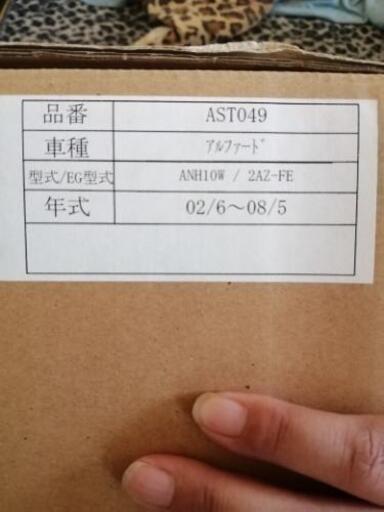 品番 AST049
車種 ｱﾙﾌｧｰﾄﾞ
型式/EG型式 ANH10W / 2AZ-FE
年式 02/6～08/5